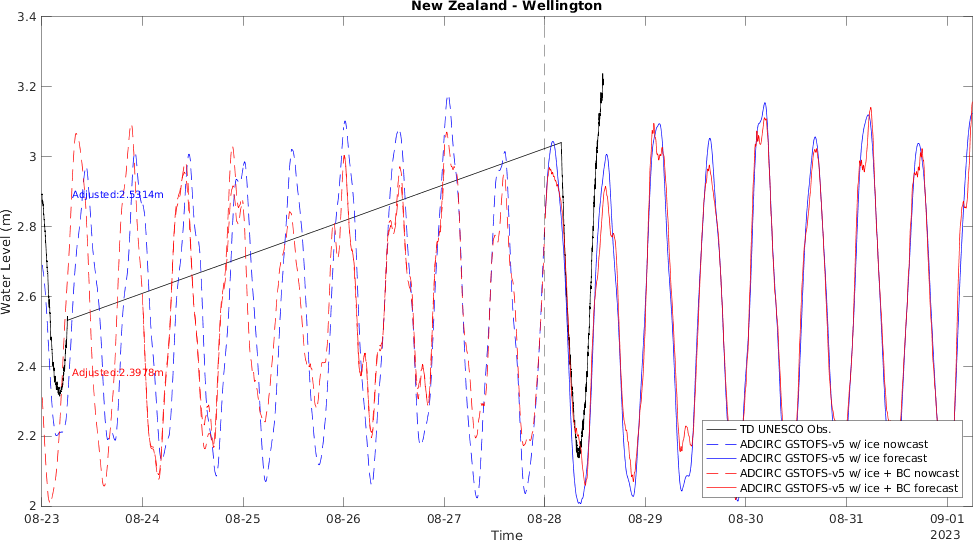 New Zealand - Wellington
3.4
3.2
3
2.8
2.6
2.4
2.2
2
Water Level (m)
Adjusted:2.5314m
Adjusted:2.3978m
TD UNESCO Obs.
ADCIRC GSTOFS-v5 w/ ice nowcast
ADCIRC GSTOFS-v5 w/ ice forecast
ADCIRC GSTOFS-v5 w/ ice + BC nowcast
ADCIRC GSTOFS-v5 w/ ice + BC forecast
08-23 08-24 08-25 08-26 08-27 08-28 08-29 08-30 08-31 09-01
2023
Time